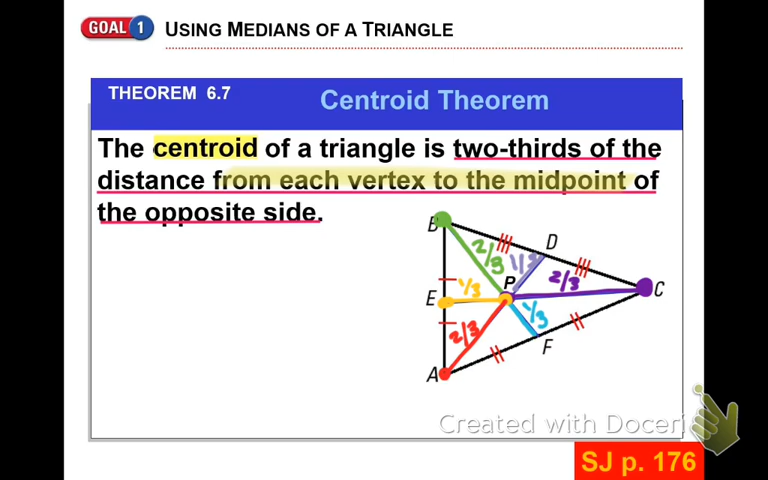 GOAL 1 USING MEDIANS OF A TRIANGLE
THEOREM 6.7
Centroid Theorem
The centroid of a triangle is two-thirds of the
distance from each vertex to the midpoint of
the opposite side.
B
D
2/3
1/3
P
2/3
C
E
1/3
1/3
2/3
F
A
Created with Doceri
SJ p. 176